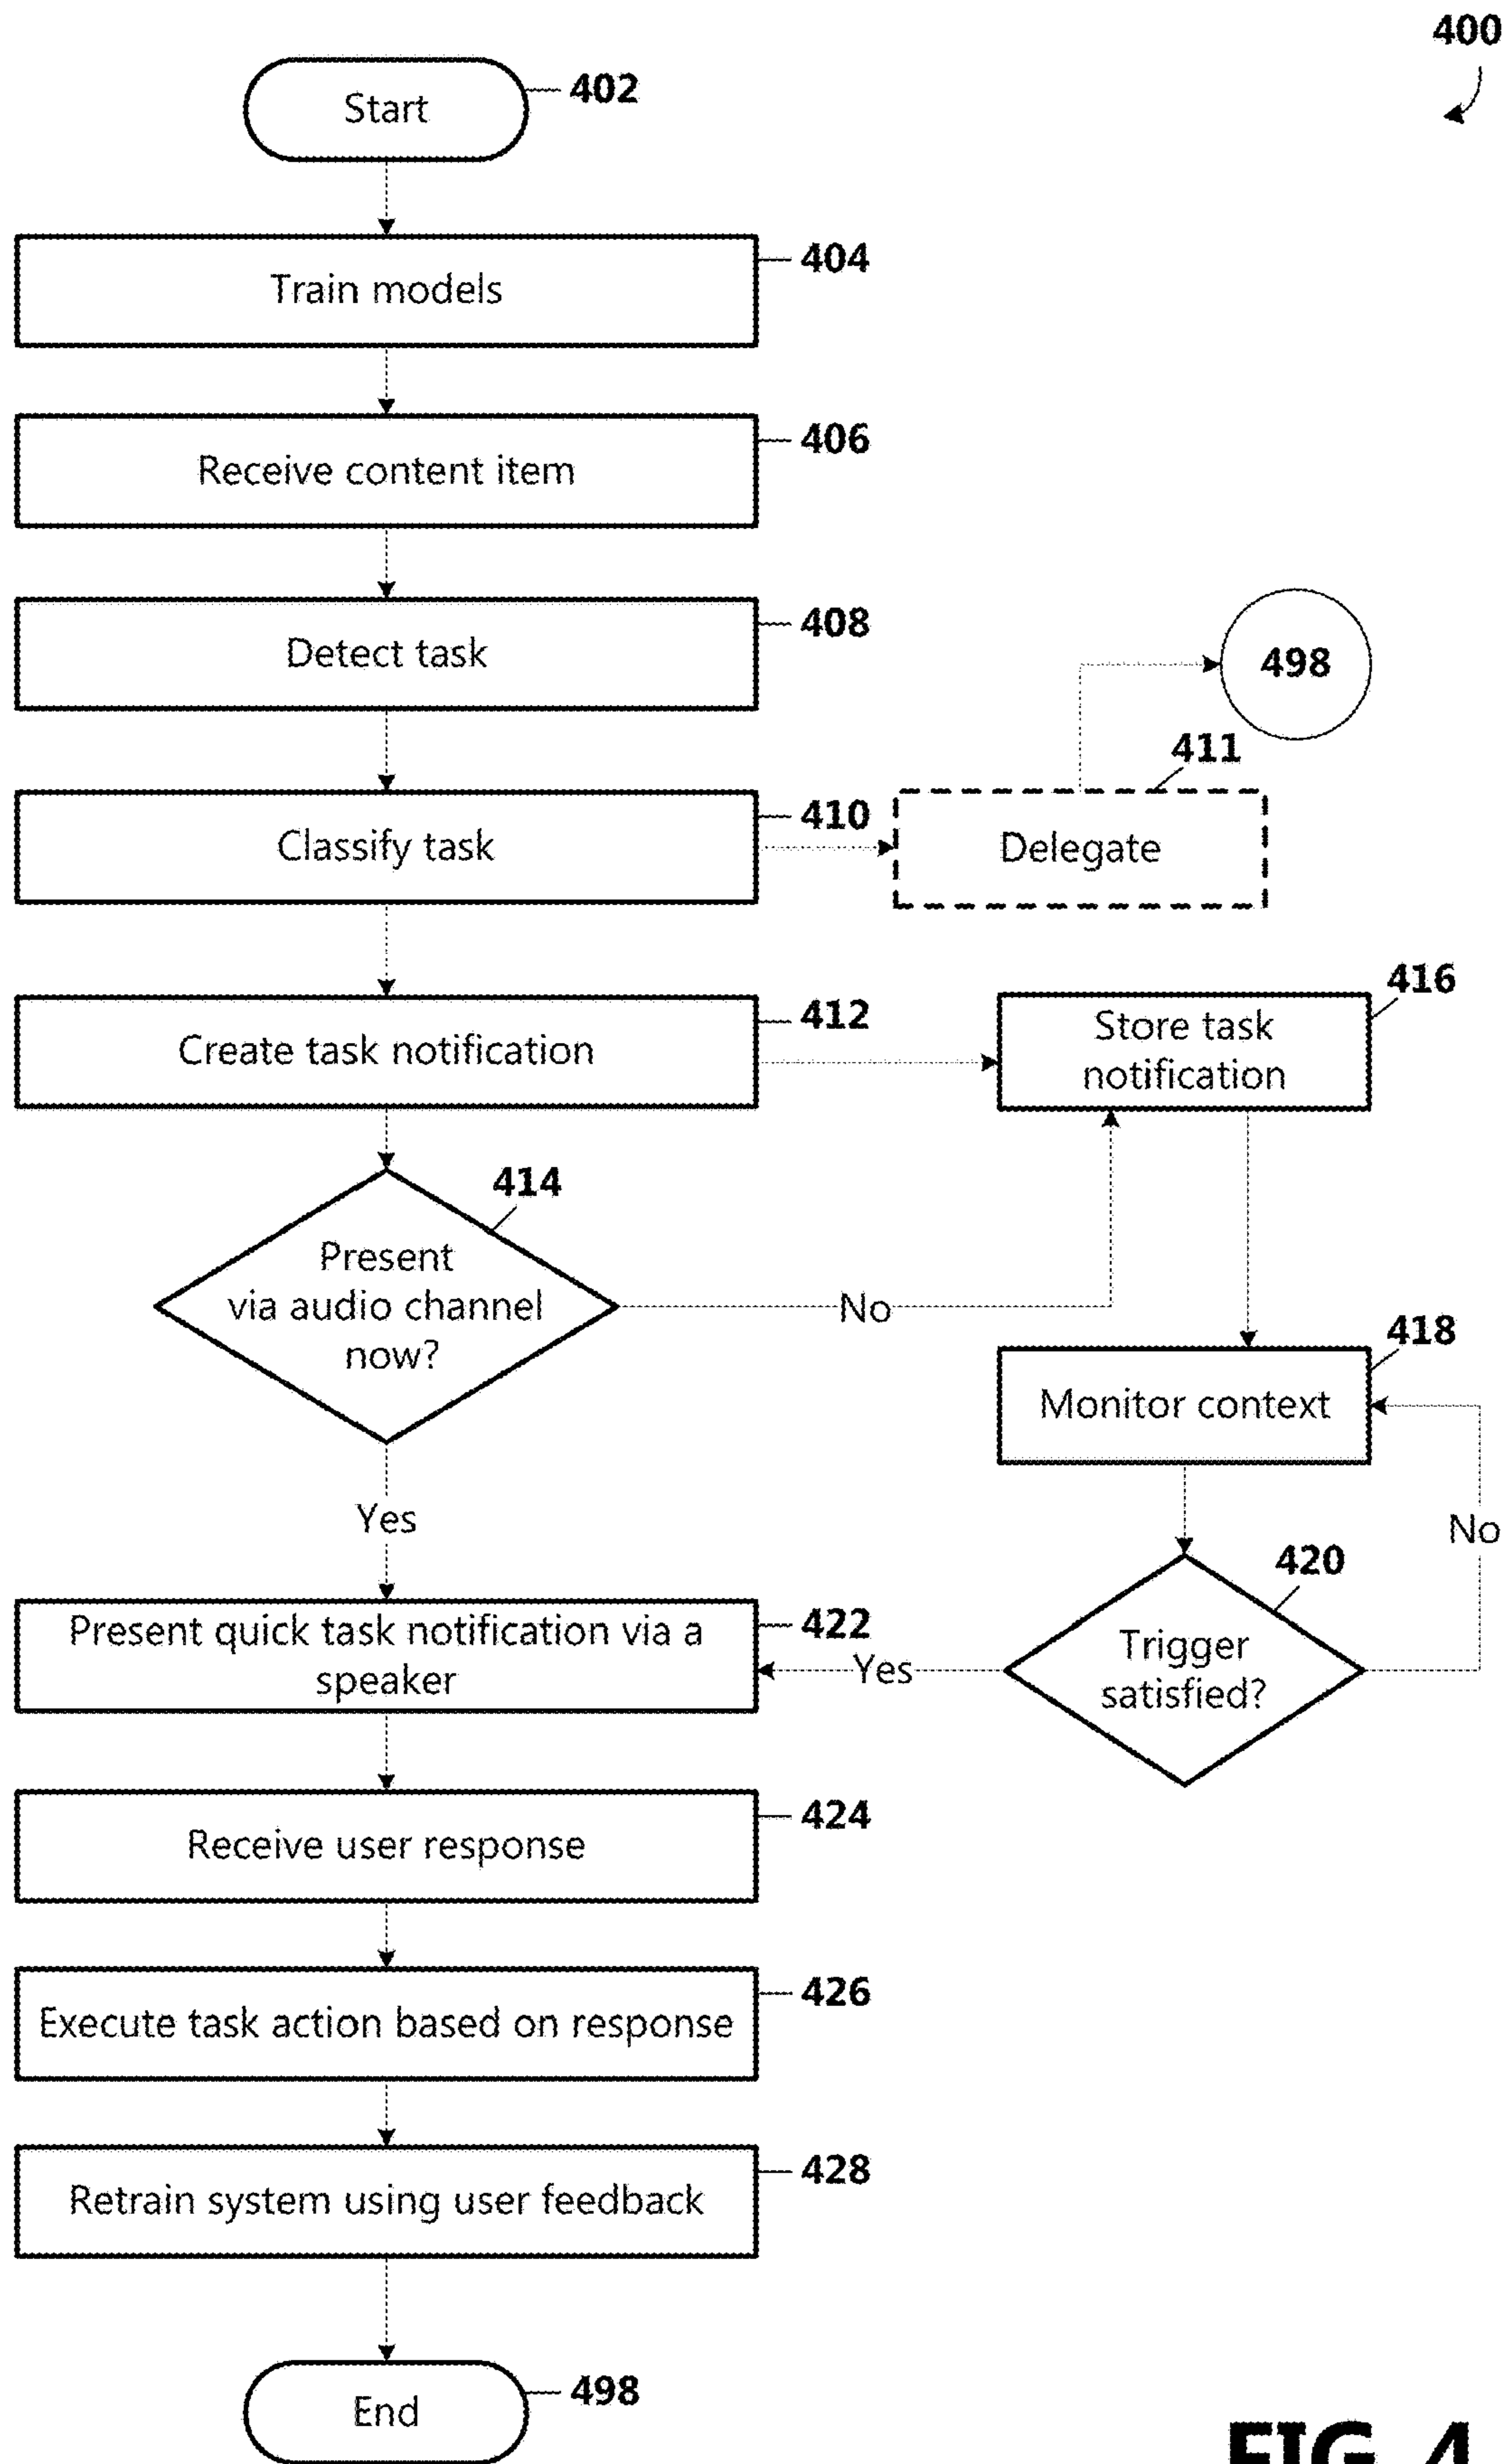 400
Start
402
Train models
404
Receive content item
406
Detect task
408
498
411
Classify task
410
Delegate
Create task notification
412
Store task
notification
416
414
Present
via audio channel
now?
No
Monitor context
418
Yes
No
420
Trigger
satisfied?
Yes
Present quick task notification via a
speaker
422
Receive user response
424
Execute task action based on response
426
Retrain system using user feedback
428
End
498
FIG. 4